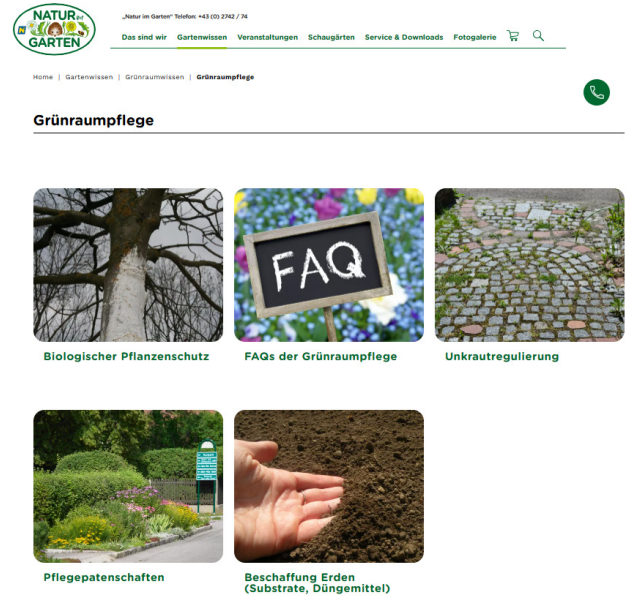 NATUR im
GARTEN
„Natur im Garten“ Telefon: +43 (0) 2742 / 74
Das sind wir Gartenwissen Veranstaltungen Schaugärten Service & Downloads Fotogalerie
Home | Gartenwissen | Grünraumwissen | Grünraumpflege
Grünraumpflege
FAQ
Biologischer Pflanzenschutz FAQs der Grünraumpflege Unkrautregulierung
Pflegepatenschaften Beschaffung Erden
(Substrate, Düngemittel)